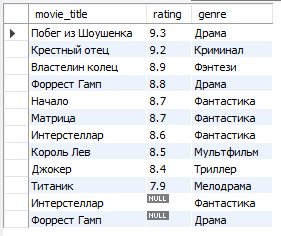 movie_title rating genre
Побег из Шоушенка 9.3 Драма
Крестный отец 9.2 Криминал
Властелин колец 8.9 Фэнтези
Форрест Гамп 8.8 Драма
Начало 8.7 Фантастика
Матрица 8.7 Фантастика
Интерстеллар 8.6 Фантастика
Король Лев 8.5 Мультфильм
Джокер 8.4 Триллер
Титаник 7.9 Мелодрама
Интерстеллар NULL Фантастика
Форрест Гамп NULL Драма